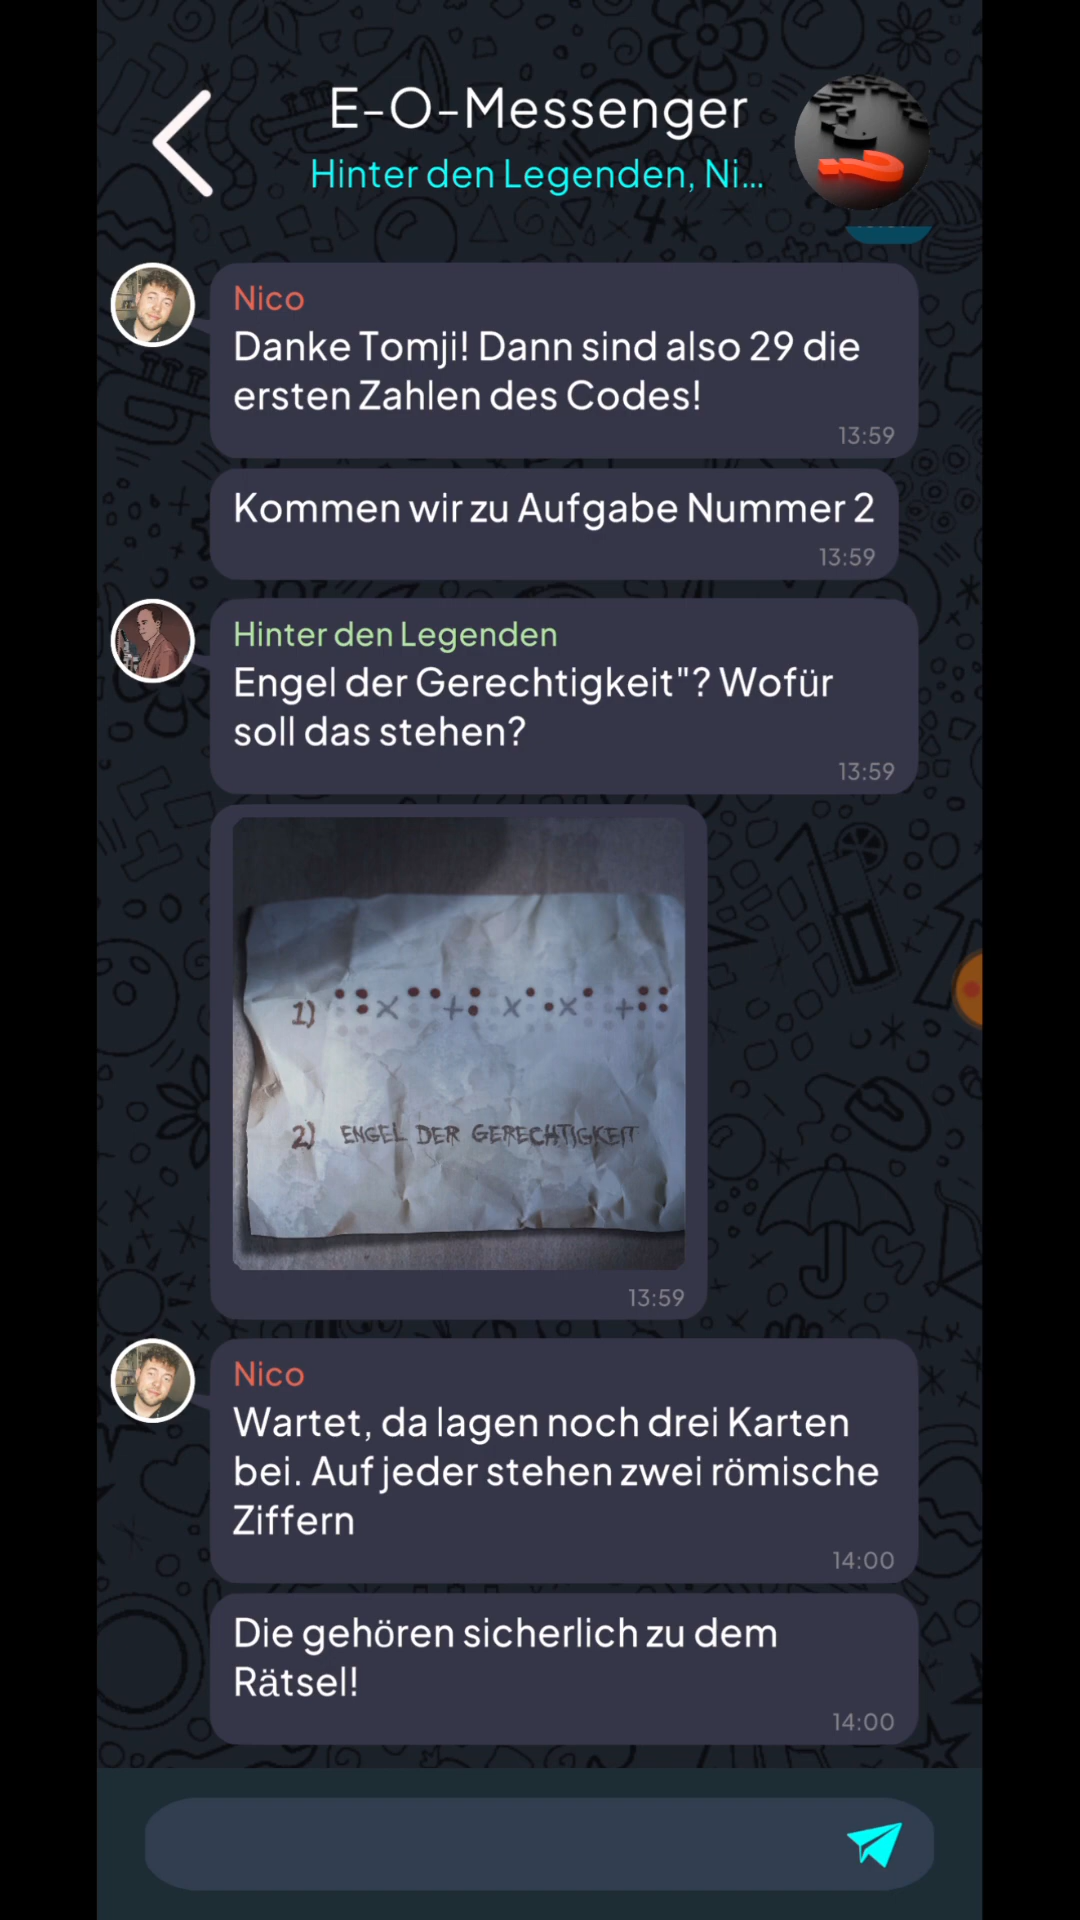 E-O-Messenger
Hinter den Legenden, Ni...
Nico
Danke Tomji! Dann sind also 29 die
ersten Zahlen des Codes!
13:59
Kommen wir zu Aufgabe Nummer 2
13:59
Hinter den Legenden
Engel der Gerechtigkeit"? Wofür
soll das stehen?
13:59
1) × + × × +
2) ENGEL DER GERECHTIGKEIT
13:59
Nico
Wartet, da lagen noch drei Karten
bei. Auf jeder stehen zwei römische
Ziffern
14:00
Die gehören sicherlich zu dem
Rätsel!
14:00